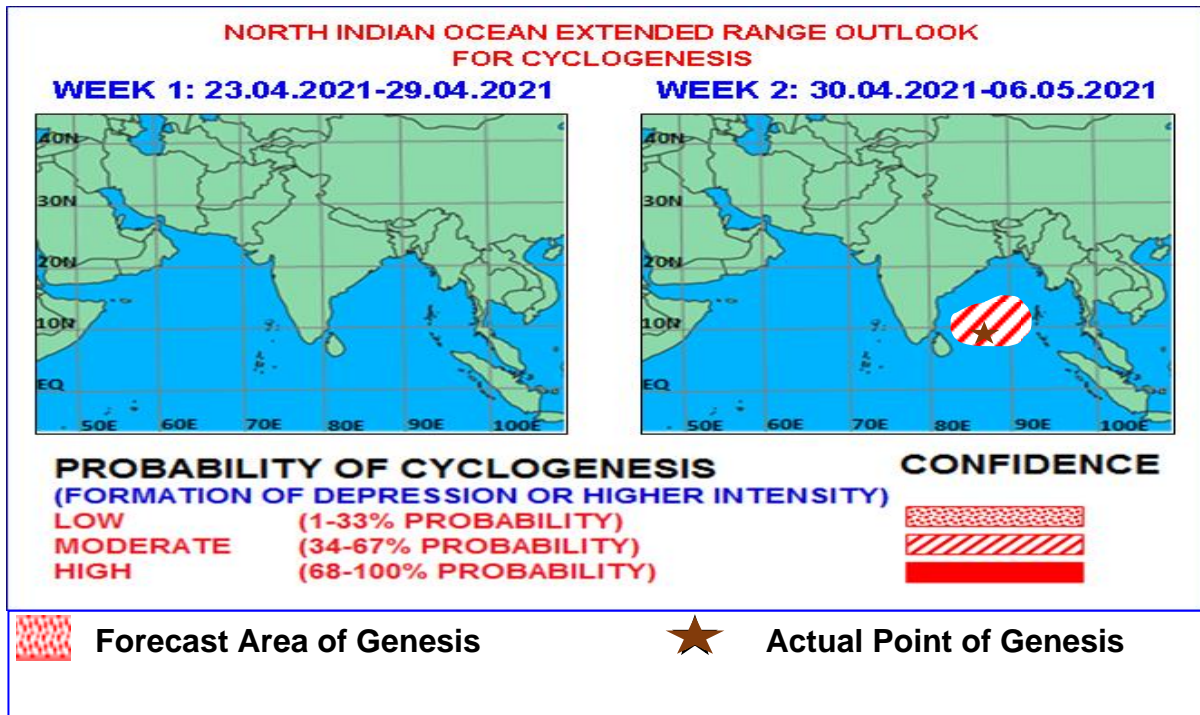 NORTH INDIAN OCEAN EXTENDED RANGE OUTLOOK
FOR CYCLOGENESIS
WEEK 1: 23.04.2021-29.04.2021
40N
30N
20N
10N
EQ
50E 60E 70E 80E 90E 100E
WEEK 2: 30.04.2021-06.05.2021
40N
30N
20N
10N
EQ
50E 60E 70E 80E 90E 100E
PROBABILITY OF CYCLOGENESIS CONFIDENCE
(FORMATION OF DEPRESSION OR HIGHER INTENSITY)
LOW (1-33% PROBABILITY)
MODERATE (34-67% PROBABILITY)
HIGH (68-100% PROBABILITY)
Forecast Area of Genesis Actual Point of Genesis